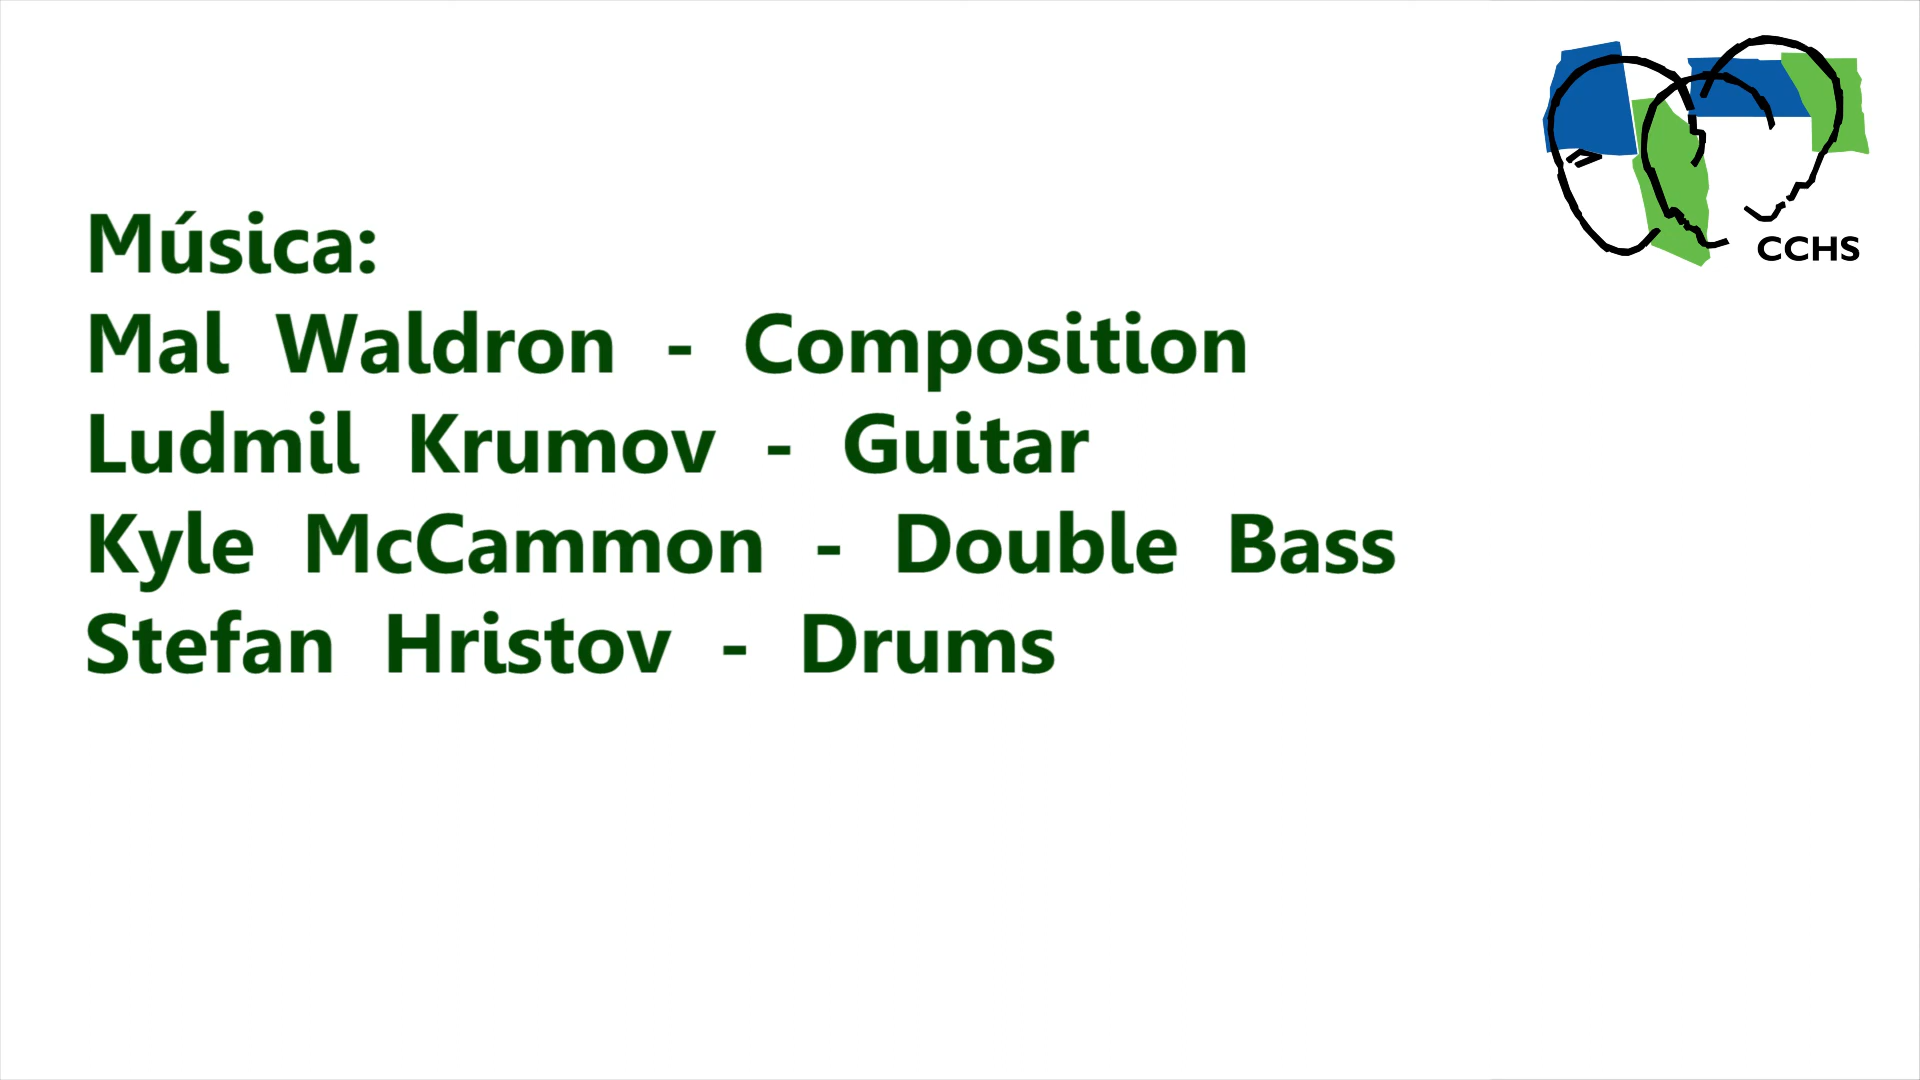 CCHS
Música:
Mal Waldron - Composition
Ludmil Krumov - Guitar
Kyle McCammon - Double Bass
Stefan Hristov - Drums